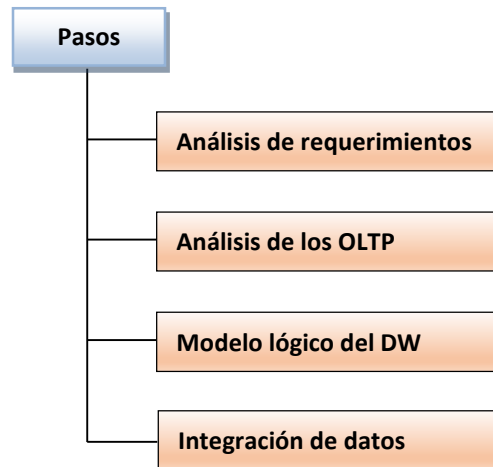 Pasos
Análisis de requerimientos
Análisis de los OLTP
Modelo lógico del DW
Integración de datos